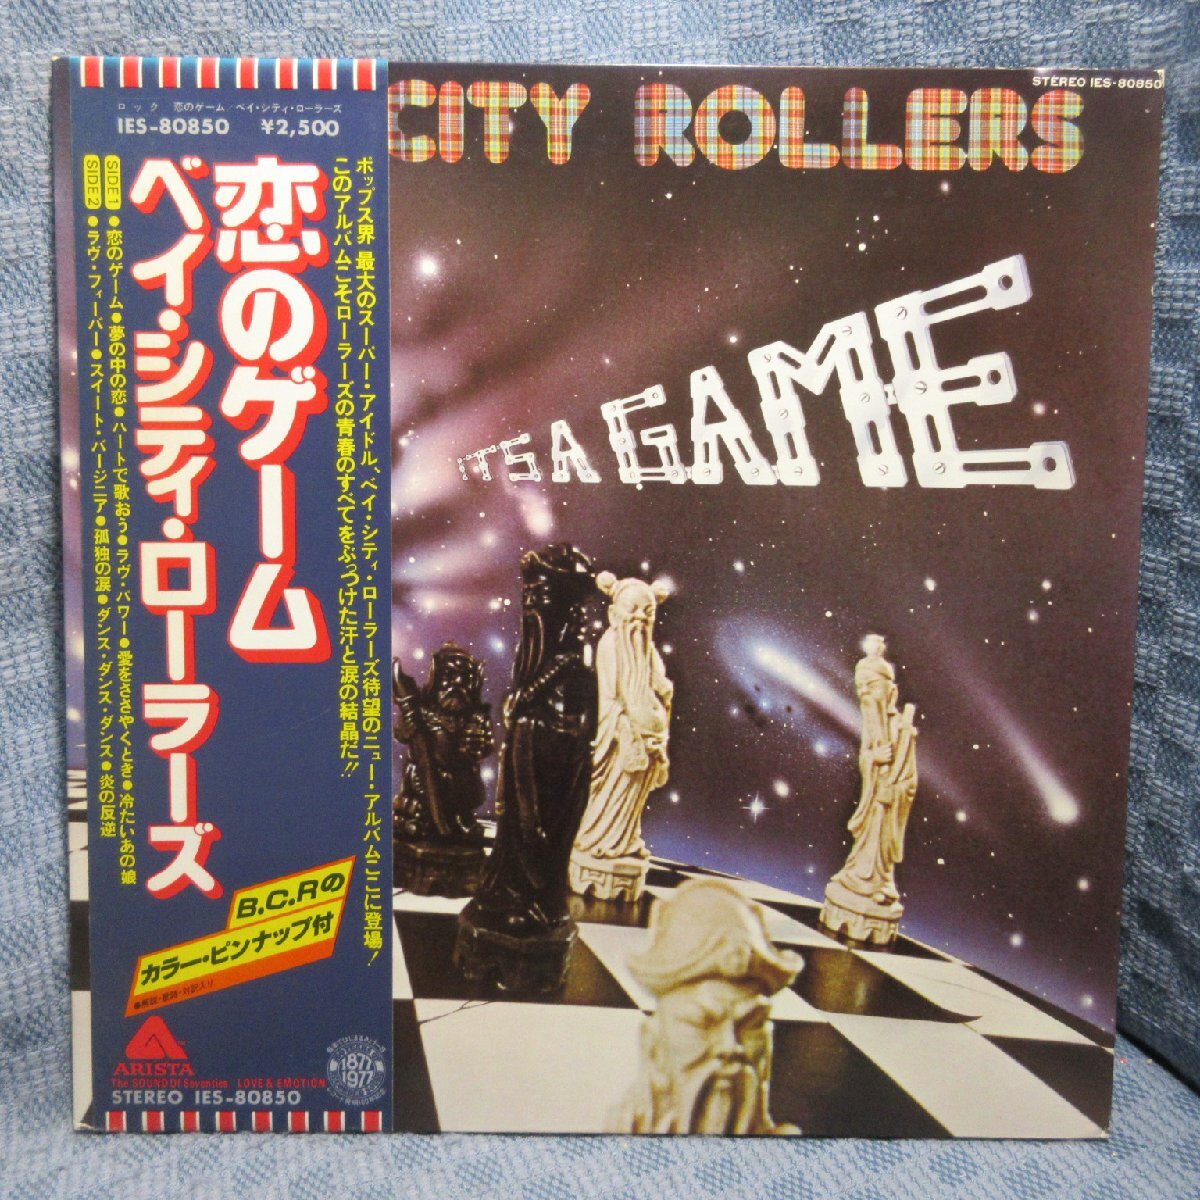 ロック 恋のゲーム/ベイ・シティ・ローラーズ
IES-80850 ¥2,500
恋のゲーム
ベイ・シティ・ローラーズ
ポップス界 最大のスーパー・アイドル、ベイ・シティ・ローラーズ待望のニュー・アルバムここに登場!
このアルバムこそローラーズの青春のすべてをぶっつけた汗と涙の結晶だ!!
SIDE1 ●恋のゲーム●夢の中の恋●ハートで歌おう●ラヴ・パワー●愛をささやくとき●冷たいあの娘
SIDE2 ●ラヴ・フィーバー●スイート・バージニア●孤独の涙●ダンス・ダンス・ダンス●炎の反逆
B.C.Rの
カラー・ピンナップ付
●解説・歌詞・対訳入り
ARISTA
The SOUND Of Seventies LOVE & EMOTION
STEREO IES-80850
1877
1977
STEREO IES-80850
CITY ROLLERS
IT'S A GAME